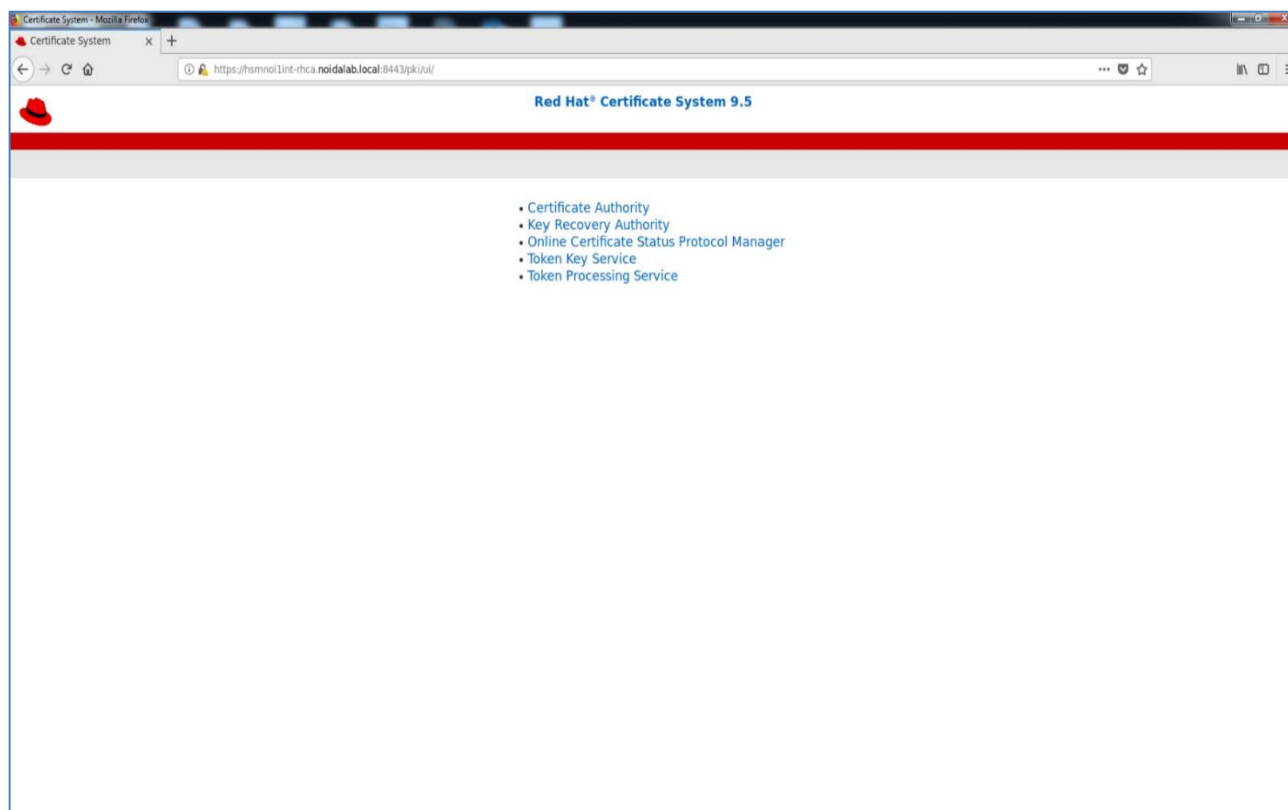 Certificate System - Mozilla Firefox
Certificate System
https://hsmnoi1int-rhca.noidalab.local:8443/pki/ui/
Red Hat® Certificate System 9.5
• Certificate Authority
• Key Recovery Authority
• Online Certificate Status Protocol Manager
• Token Key Service
• Token Processing Service